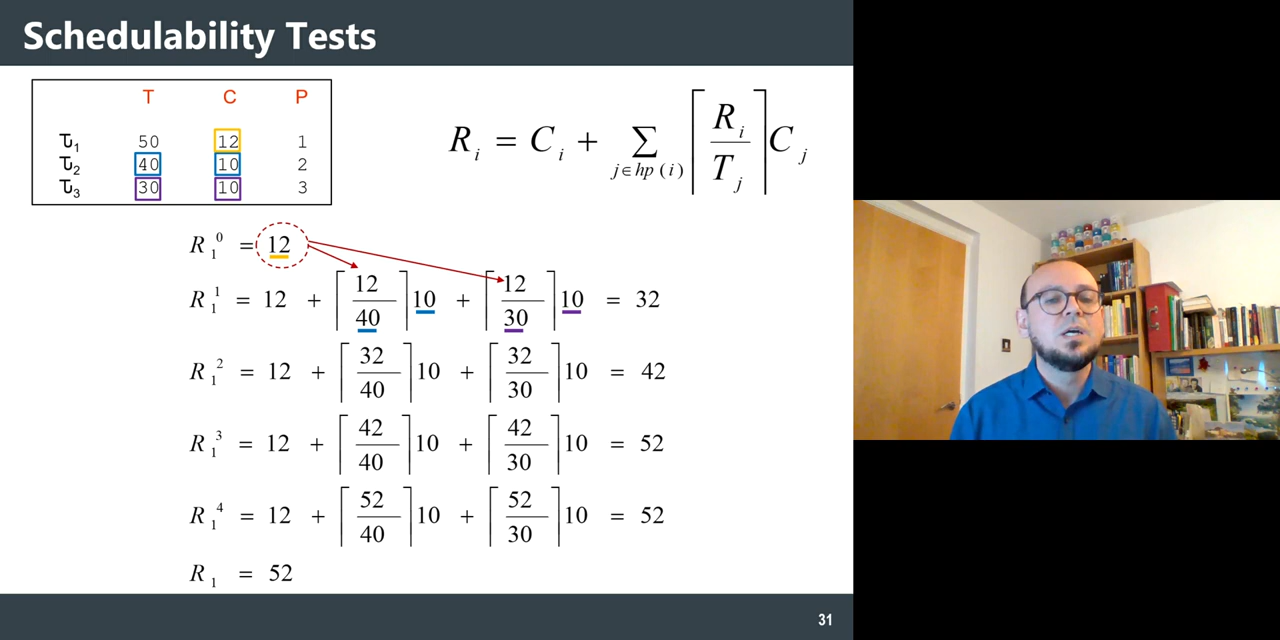 Schedulability Tests
T C P
τ1 50 12 1
τ2 40 10 2
τ3 30 10 3
R_i = C_i + ∑_{j∈hp(i)} ⌈R_i/T_j⌉ C_j
R_1^0 = 12
R_1^1 = 12 + ⌈12/40⌉10 + ⌈12/30⌉10 = 32
R_1^2 = 12 + ⌈32/40⌉10 + ⌈32/30⌉10 = 42
R_1^3 = 12 + ⌈42/40⌉10 + ⌈42/30⌉10 = 52
R_1^4 = 12 + ⌈52/40⌉10 + ⌈52/30⌉10 = 52
R_1 = 52
31